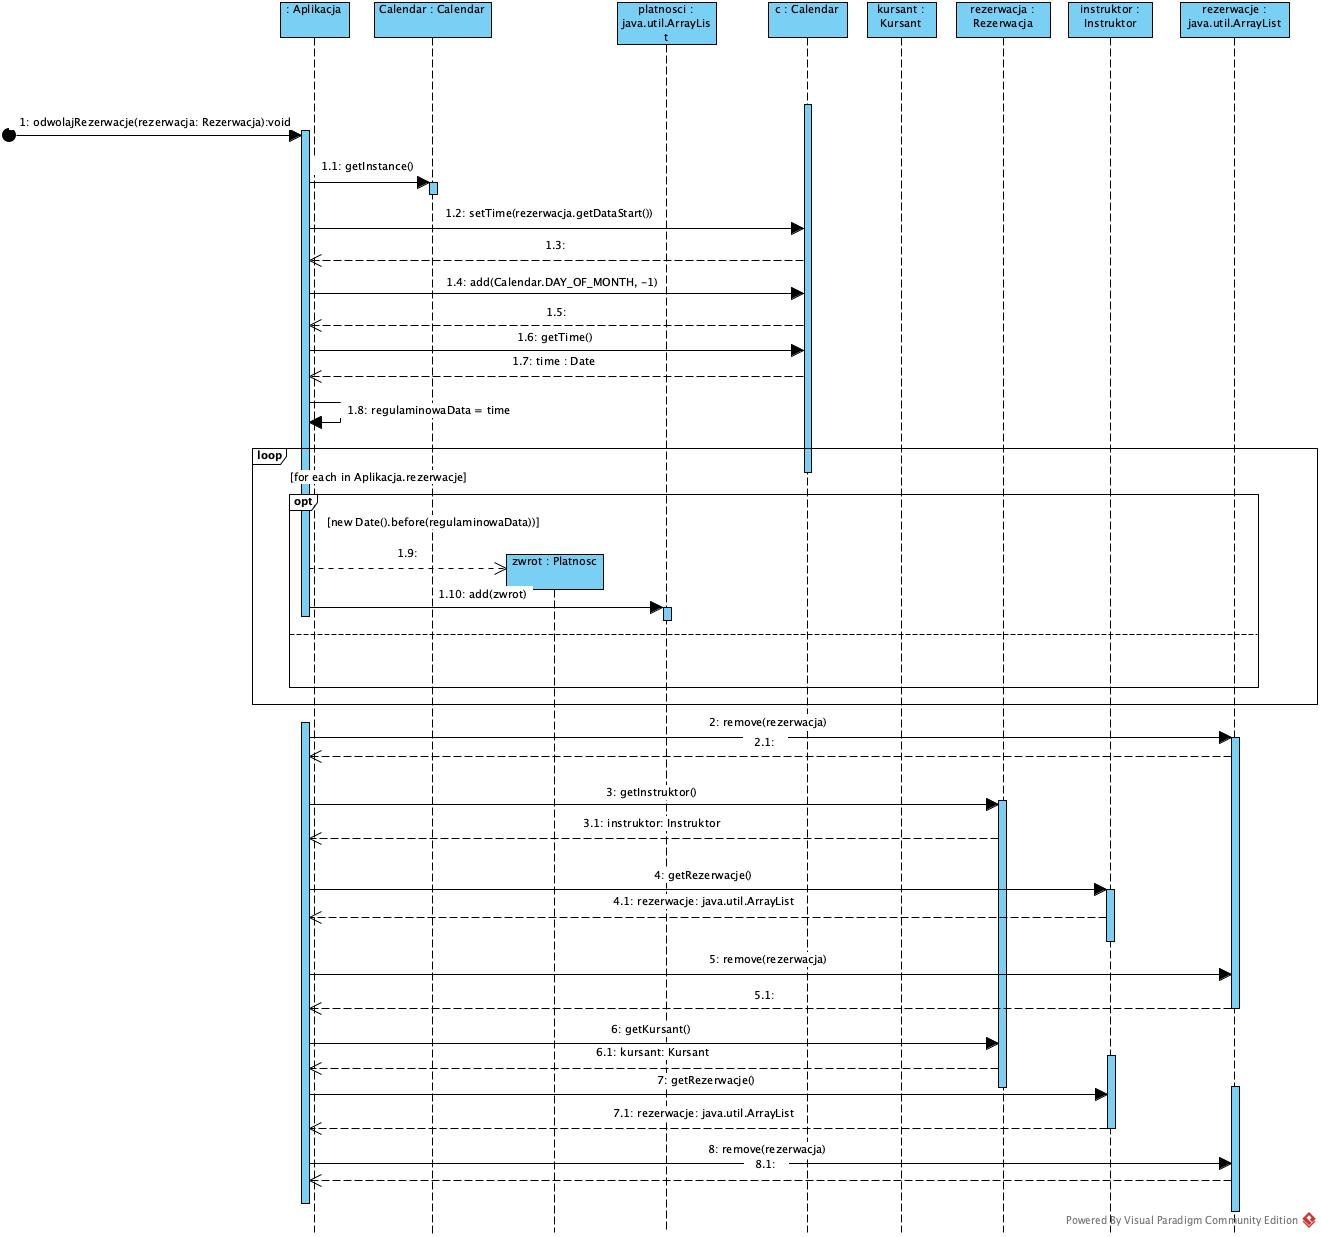 : Aplikacja
Calendar : Calendar
platnosci :
java.util.ArrayLis
t
c : Calendar
kursant :
Kursant
rezerwacja :
Rezerwacja
instruktor :
Instruktor
rezerwacje :
java.util.ArrayList
1: odwolajRezerwacje(rezerwacja: Rezerwacja):void
1.1: getInstance()
1.2: setTime(rezerwacja.getDataStart())
1.3:
1.4: add(Calendar.DAY_OF_MONTH, -1)
1.5:
1.6: getTime()
1.7: time : Date
1.8: regulaminowaData = time
loop
[for each in Aplikacja.rezerwacje]
opt
[new Date().before(regulaminowaData))]
1.9:
zwrot : Platnosc
1.10: add(zwrot)
2: remove(rezerwacja)
2.1:
3: getInstruktor()
3.1: instruktor: Instruktor
4: getRezerwacje()
4.1: rezerwacje: java.util.ArrayList
5: remove(rezerwacja)
5.1:
6: getKursant()
6.1: kursant: Kursant
7: getRezerwacje()
7.1: rezerwacje: java.util.ArrayList
8: remove(rezerwacja)
8.1:
Powered By Visual Paradigm Community Edition